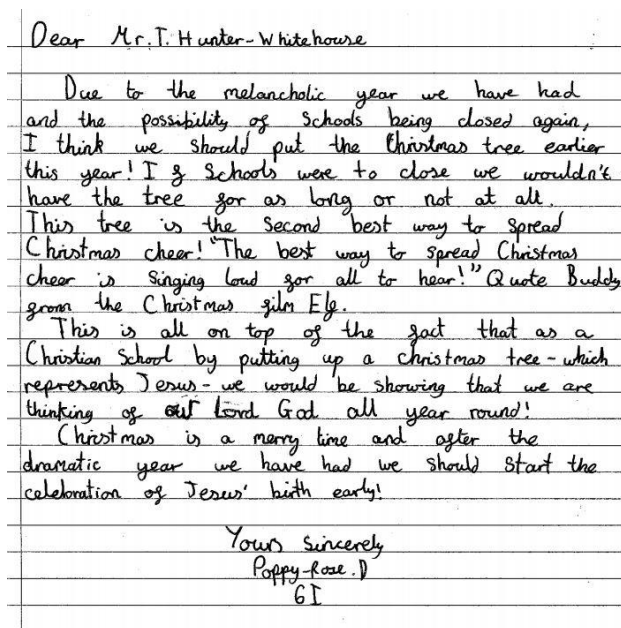 Dear Mr. T. Hunter-Whitehouse
Due to the melancholic year we have had
and the possibility of Schools being closed again,
I think we should put the Christmas tree earlier
this year! If Schools were to close we wouldn't
have the tree for as long or not at all.
This tree is the Second best way to spread
Christmas cheer! "The best way to spread Christmas
cheer is singing loud for all to hear!" Quote Buddy
from the Christmas film Elf.
This is all on top of the fact that as a
Christian School by putting up a christmas tree - which
represents Jesus - we would be showing that we are
thinking of our Lord God all year round!
Christmas is a merry time and after the
dramatic year we have had we should Start the
celebration of Jesus' birth early!
Yours sincerely
Poppy-Rose. D
6I